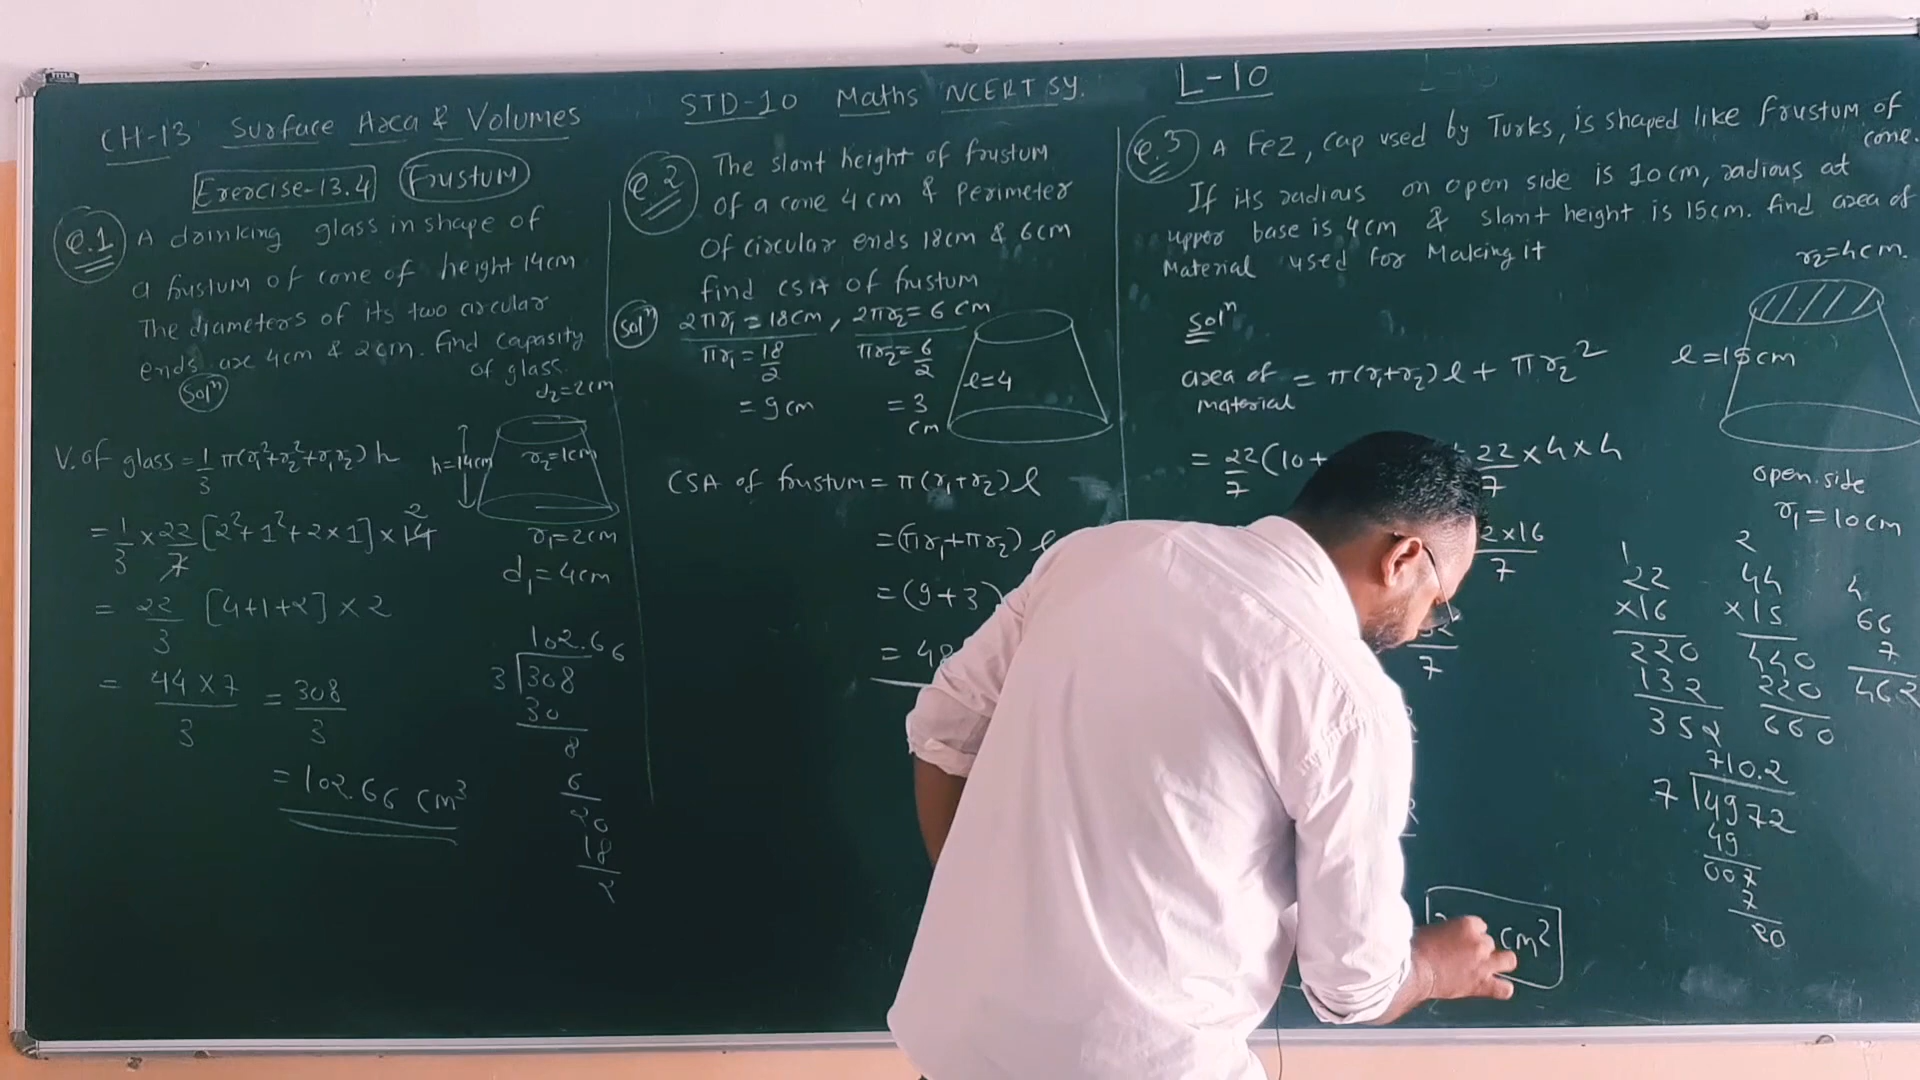 STD-10 Maths NCERT SY. L-10
CH-13 Surface Area & Volumes
Exercise-13.4 Frustum
Q.1 A drinking glass in shape of
a frustum of cone of height 14cm
The diameters of its two circular
ends are 4cm & 2cm. find capasity
of glass.
Solⁿ
d₂=2cm
h=14cm
r₂=1cm
r₁=2cm
d₁=4cm
V. of glass = 1/3 π(r₁²+r₂²+r₁r₂) h
= 1/3 × 22/7 [2²+1²+2×1] × 14 2
= 22/3 [4+1+2] × 2
= 44×7/3 = 308/3
= 102.66 cm³
102.66
3 308
30
8
6
20
18
2
Q.2 The slant height of frustum
of a cone 4cm & Perimeter
Of circular ends 18cm & 6cm
find CSA of frustum
Solⁿ 2πr₁ = 18cm, 2πr₂ = 6 cm
πr₁ = 18/2 πr₂ = 6/2
= 9cm = 3
cm
l=4
CSA of frustum = π(r₁+r₂) l
= (πr₁+πr₂) l
= (9+3)
= 48
Q.3 A Fez, cap used by Turks, is shaped like frustum of
cone.
If its radious on open side is 10cm, radious at
upper base is 4cm & slant height is 15cm. find area of
Material used for Making it
r₂=4cm.
Solⁿ
l=15cm
area of = π(r₁+r₂)l + πr₂²
material
= 22/7 (10+ 22/7 ×4×4
2×16
7
7
open side
r₁=10cm
1
22
×16
220
132
352
2
44
×15
440
220
660
4
66
7
462
710.2
7 4972
49
007
7
20
cm²